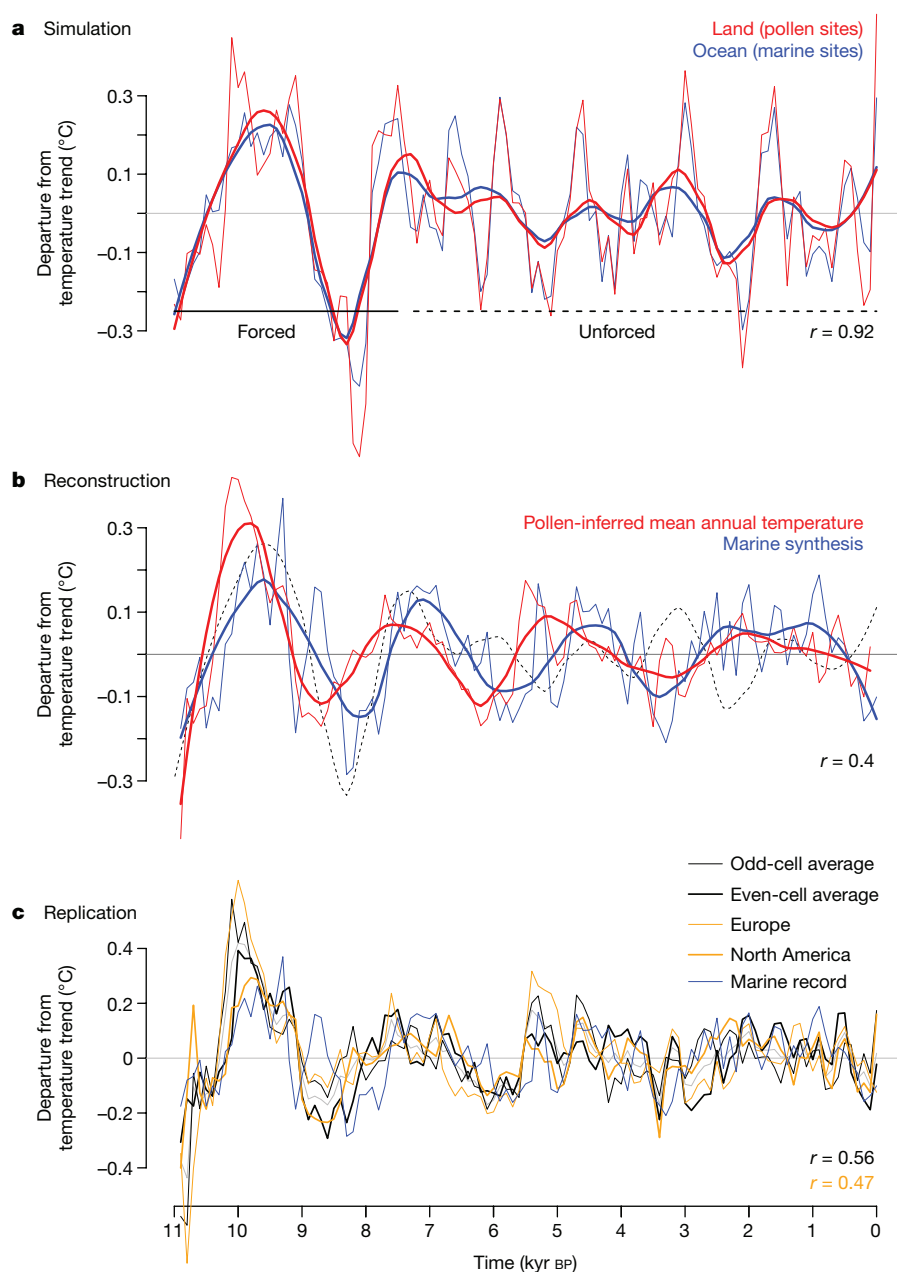 a Simulation
Land (pollen sites)
Ocean (marine sites)
Departure from
temperature trend (°C)
0.3
0.1
−0.1
−0.3
Forced
Unforced
r = 0.92
b Reconstruction
Pollen-inferred mean annual temperature
Marine synthesis
Departure from
temperature trend (°C)
0.3
0.1
−0.1
−0.3
r = 0.4
c Replication
Odd-cell average
Even-cell average
Europe
North America
Marine record
Departure from
temperature trend (°C)
0.4
0.2
0
−0.2
−0.4
r = 0.56
r = 0.47
11 10 9 8 7 6 5 4 3 2 1 0
Time (kyr BP)